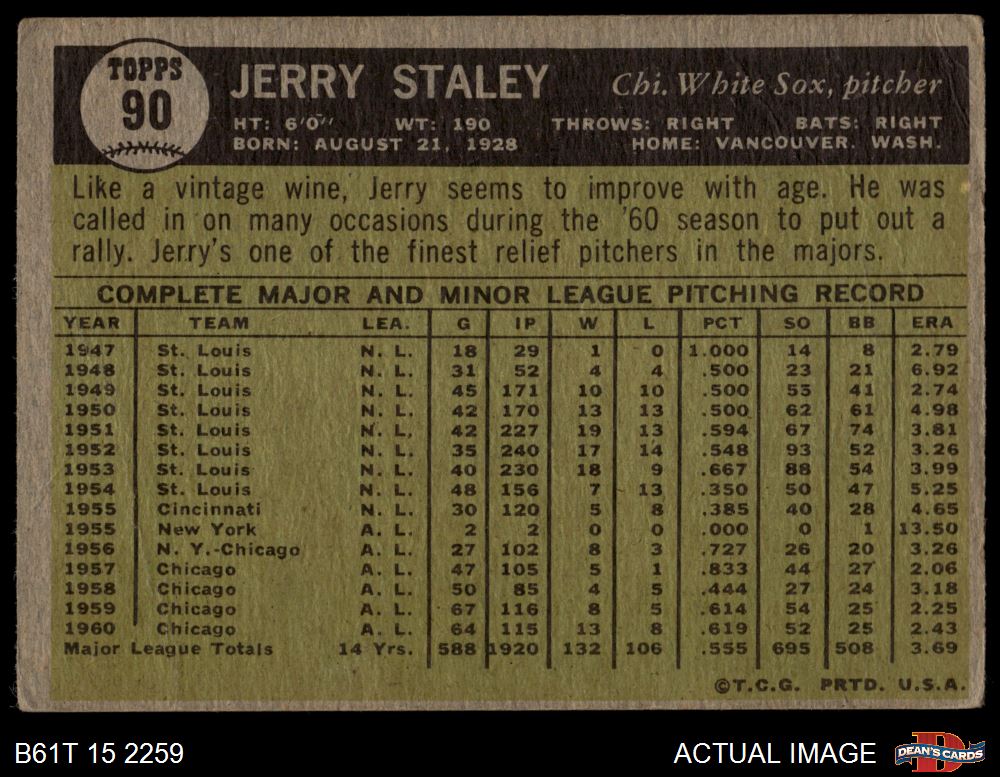 TOPPS
90
JERRY STALEY
Chi. White Sox, pitcher
HT: 6'0" WT: 190 THROWS: RIGHT BATS: RIGHT
BORN: AUGUST 21, 1928 HOME: VANCOUVER. WASH.
Like a vintage wine, Jerry seems to improve with age. He was
called in on many occasions during the '60 season to put out a
rally. Jerry's one of the finest relief pitchers in the majors.
COMPLETE MAJOR AND MINOR LEAGUE PITCHING RECORD
YEAR TEAM LEA. G IP W L PCT SO BB ERA
1947 St. Louis N. L. 18 29 1 0 1.000 14 8 2.79
1948 St. Louis N. L. 31 52 4 4 .500 23 21 6.92
1949 St. Louis N. L. 45 171 10 10 .500 55 41 2.74
1950 St. Louis N. L. 42 170 13 13 .500 62 61 4.98
1951 St. Louis N. L. 42 227 19 13 .594 67 74 3.81
1952 St. Louis N. L. 35 240 17 14 .548 93 52 3.26
1953 St. Louis N. L. 40 230 18 9 .667 88 54 3.99
1954 St. Louis N. L. 48 156 7 13 .350 50 47 5.25
1955 Cincinnati N. L. 30 120 5 8 .385 40 28 4.65
1955 New York A. L. 2 2 0 0 .000 0 1 13.50
1956 N. Y.-Chicago A. L. 27 102 8 3 .727 26 20 3.26
1957 Chicago A. L. 47 105 5 1 .833 44 27 2.06
1958 Chicago A. L. 50 85 4 5 .444 27 24 3.18
1959 Chicago A. L. 67 116 8 5 .614 54 25 2.25
1960 Chicago A. L. 64 115 13 8 .619 52 25 2.43
Major League Totals 14 Yrs. 588 1920 132 106 .555 695 508 3.69
©T.C.G. PRTD. U.S.A.
B61T 15 2259 ACTUAL IMAGE DEAN'S CARDS